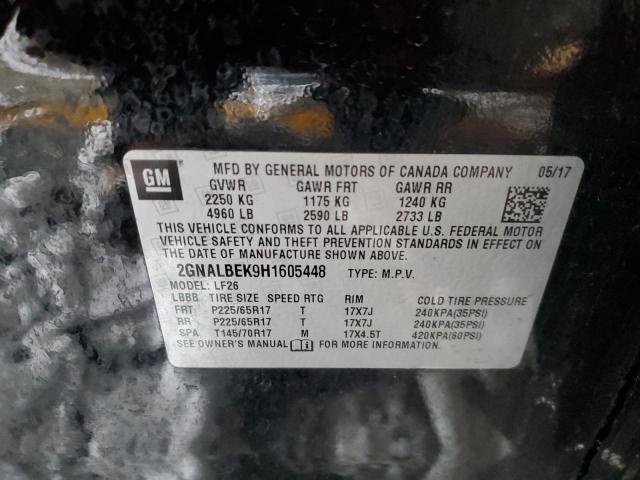 GM
MFD BY GENERAL MOTORS OF CANADA COMPANY 05/17
GVWR GAWR FRT GAWR RR
2250 KG 1175 KG 1240 KG
4960 LB 2590 LB 2733 LB
THIS VEHICLE CONFORMS TO ALL APPLICABLE U.S. FEDERAL MOTOR
VEHICLE SAFETY AND THEFT PREVENTION STANDARDS IN EFFECT
ON THE DATE OF MANUFACTURE SHOWN ABOVE.
2GNALBEK9H1605448 TYPE: M.P.V.
MODEL: LF26
LBBB TIRE SIZE SPEED RTG RIM COLD TIRE PRESSURE
FRT P225/65R17 T 17X7J 240KPA(35PSI)
RR P225/65R17 T 17X7J 240KPA(35PSI)
SPA T145/70R17 M 17X4.5T 420KPA(60PSI)
SEE OWNER'S MANUAL FOR MORE INFORMATION.